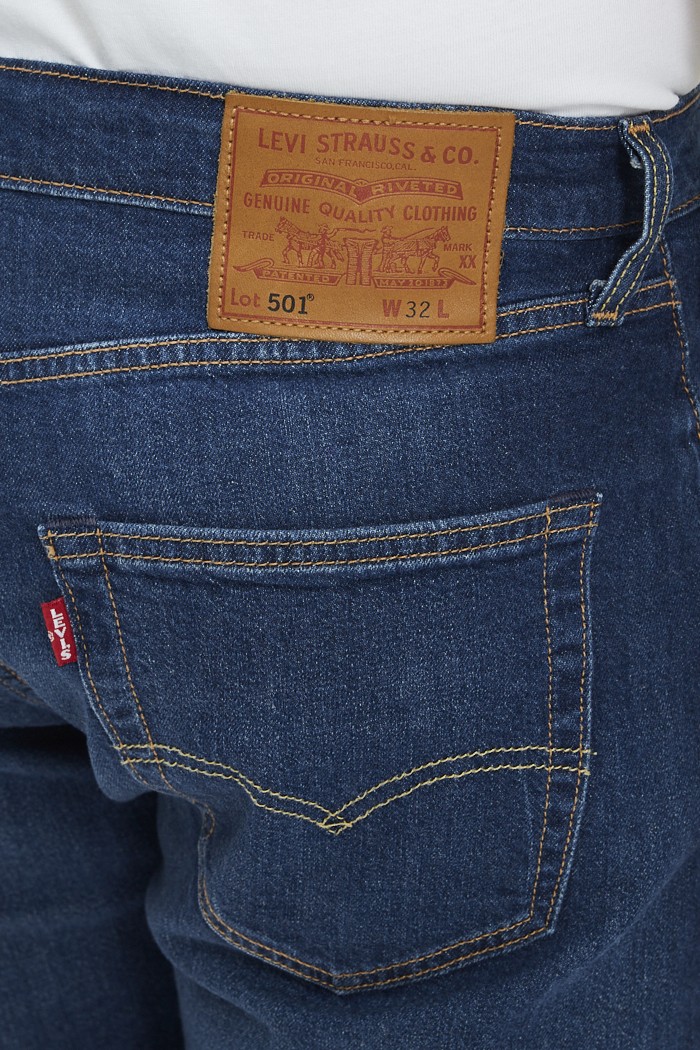 LEVI STRAUSS & CO.
SAN FRANCISCO, CAL.
ORIGINAL RIVETED
GENUINE QUALITY CLOTHING
TRADE MARK
XX
PATENTED MAY 20 1873
Lot 501® W 32 L
LEVI'S
®